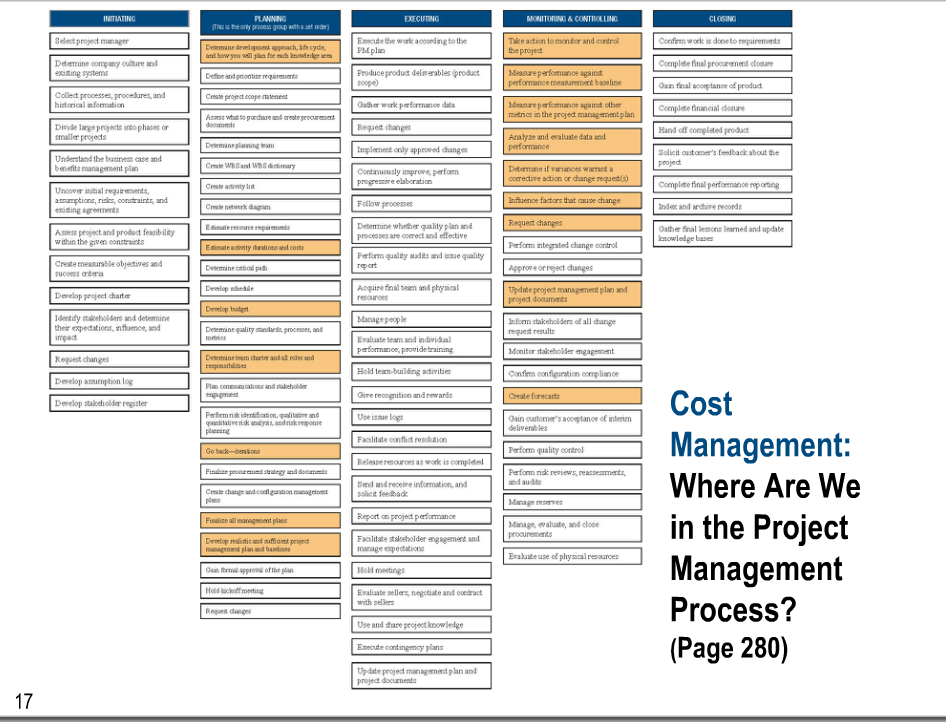 INITIATING
Select project manager
Determine company culture and
existing systems
Collect processes, procedures, and
historical information
Divide large projects into phases or
smaller projects
Understand the business case and
benefits management plan
Uncover initial requirements,
assumptions, risks, constraints, and
existing agreements
Assess project and product feasibility
within the given constraints
Create measurable objectives and
success criteria
Develop project charter
Identify stakeholders and determine
their expectations, influence, and
impact
Request changes
Develop assumption log
Develop stakeholder register
PLANNING
(This is the only process group with a set order)
Determine development approach, life cycle,
and how you will plan for each knowledge area
Define and prioritize requirements
Create project scope statement
Assess what to purchase and create procurement
documents
Determine planning team
Create WBS and WBS dictionary
Create activity list
Create network diagram
Estimate resource requirements
Estimate activity durations and costs
Determine critical path
Develop schedule
Develop budget
Determine quality standards, processes, and
metrics
Determine team charter and all roles and
responsibilities
Plan communications and stakeholder
engagement
Perform risk identification, qualitative and
quantitative risk analysis, and risk response
planning
Go back—iterations
Finalize procurement strategy and documents
Create change and configuration management
plans
Finalize all management plans
Develop realistic and sufficient project
management plan and baselines
Gain formal approval of the plan
Hold kickoff meeting
Request changes
EXECUTING
Execute the work according to the
PM plan
Produce product deliverables (product
scope)
Gather work performance data
Request changes
Implement only approved changes
Continuously improve; perform
progressive elaboration
Follow processes
Determine whether quality plan and
processes are correct and effective
Perform quality audits and issue quality
report
Acquire final team and physical
resources
Manage people
Evaluate team and individual
performance; provide training
Hold team-building activities
Give recognition and rewards
Use issue logs
Facilitate conflict resolution
Release resources as work is completed
Send and receive information, and
solicit feedback
Report on project performance
Facilitate stakeholder engagement and
manage expectations
Hold meetings
Evaluate sellers, negotiate and contract
with sellers
Use and share project knowledge
Execute contingency plans
Update project management plan and
project documents
MONITORING & CONTROLLING
Take action to monitor and control
the project
Measure performance against
performance measurement baseline
Measure performance against other
metrics in the project management plan
Analyze and evaluate data and
performance
Determine if variances warrant a
corrective action or change request(s)
Influence factors that cause change
Request changes
Perform integrated change control
Approve or reject changes
Update project management plan and
project documents
Inform stakeholders of all change
request results
Monitor stakeholder engagement
Confirm configuration compliance
Create forecasts
Gain customer's acceptance of interim
deliverables
Perform quality control
Perform risk reviews, reassessments,
and audits
Manage reserves
Manage, evaluate, and close
procurements
Evaluate use of physical resources
CLOSING
Confirm work is done to requirements
Complete final procurement closure
Gain final acceptance of product
Complete financial closure
Hand off completed product
Solicit customer's feedback about the
project
Complete final performance reporting
Index and archive records
Gather final lessons learned and update
knowledge bases
Cost
Management:
Where Are We
in the Project
Management
Process?
(Page 280)
17